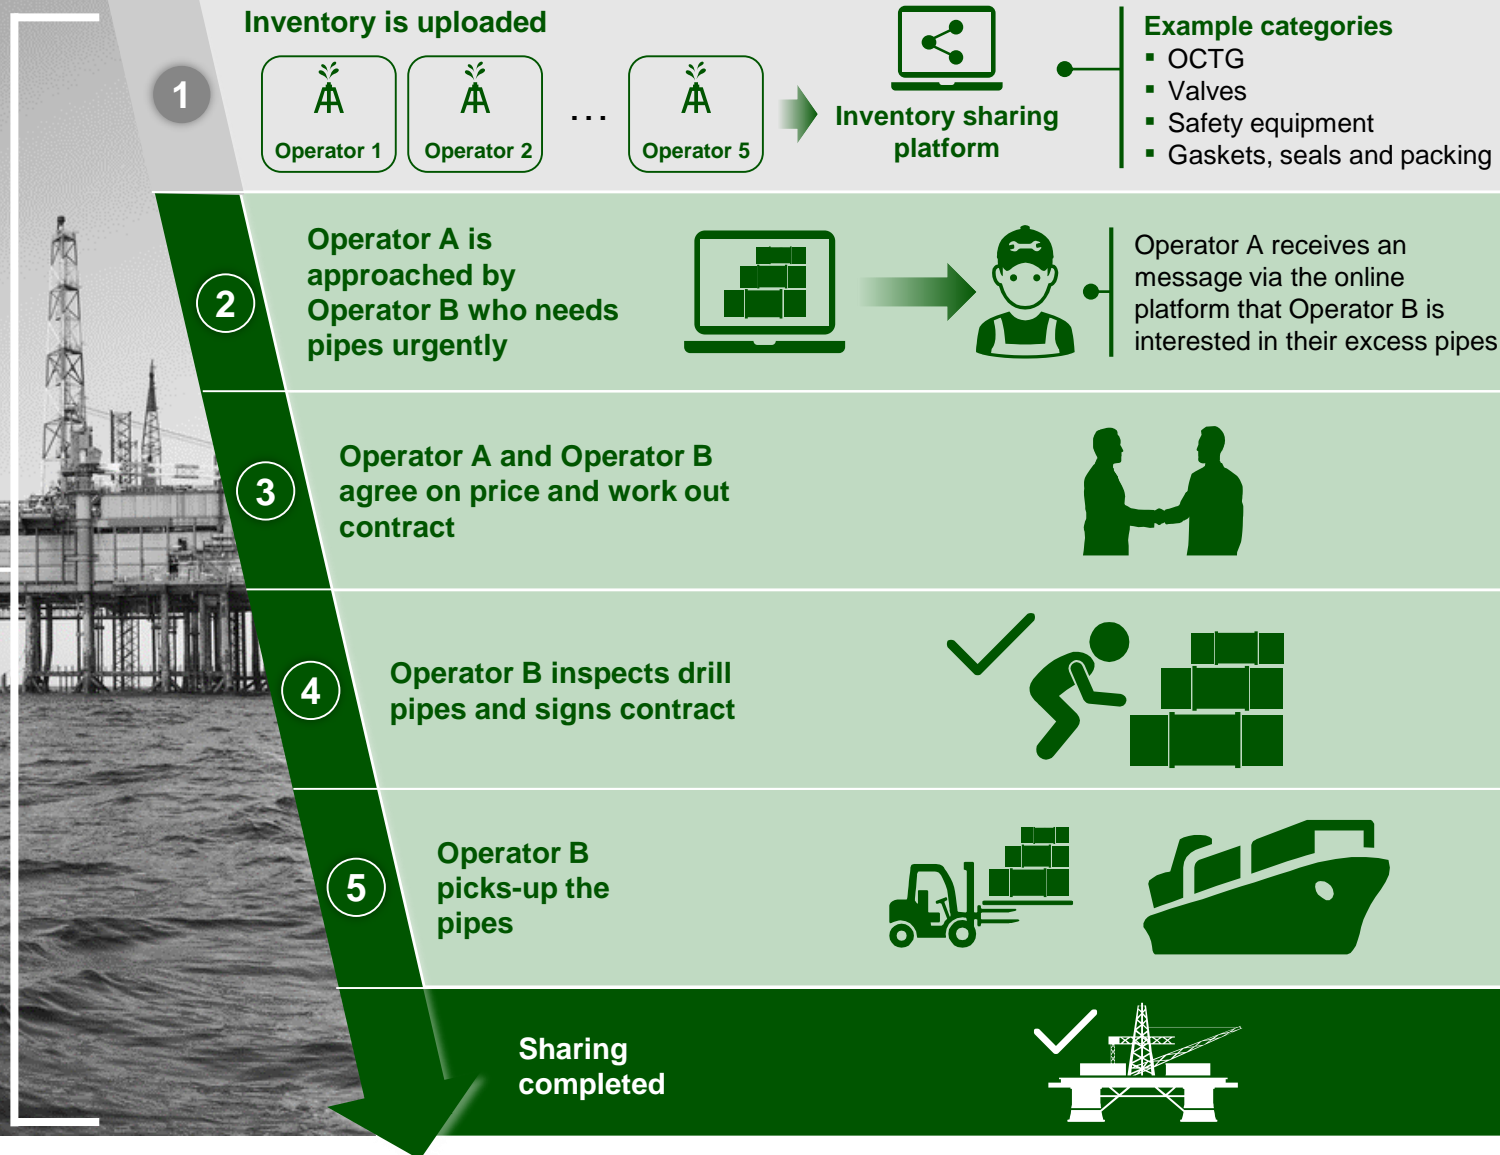 Inventory is uploaded
1
Operator 1
Operator 2
...
Operator 5
Inventory sharing
platform
Example categories
▪ OCTG
▪ Valves
▪ Safety equipment
▪ Gaskets, seals and packing
2
Operator A is
approached by
Operator B who needs
pipes urgently
Operator A receives an
message via the online
platform that Operator B is
interested in their excess pipes
3
Operator A and Operator B
agree on price and work out
contract
4
Operator B inspects drill
pipes and signs contract
5
Operator B
picks-up the
pipes
Sharing
completed